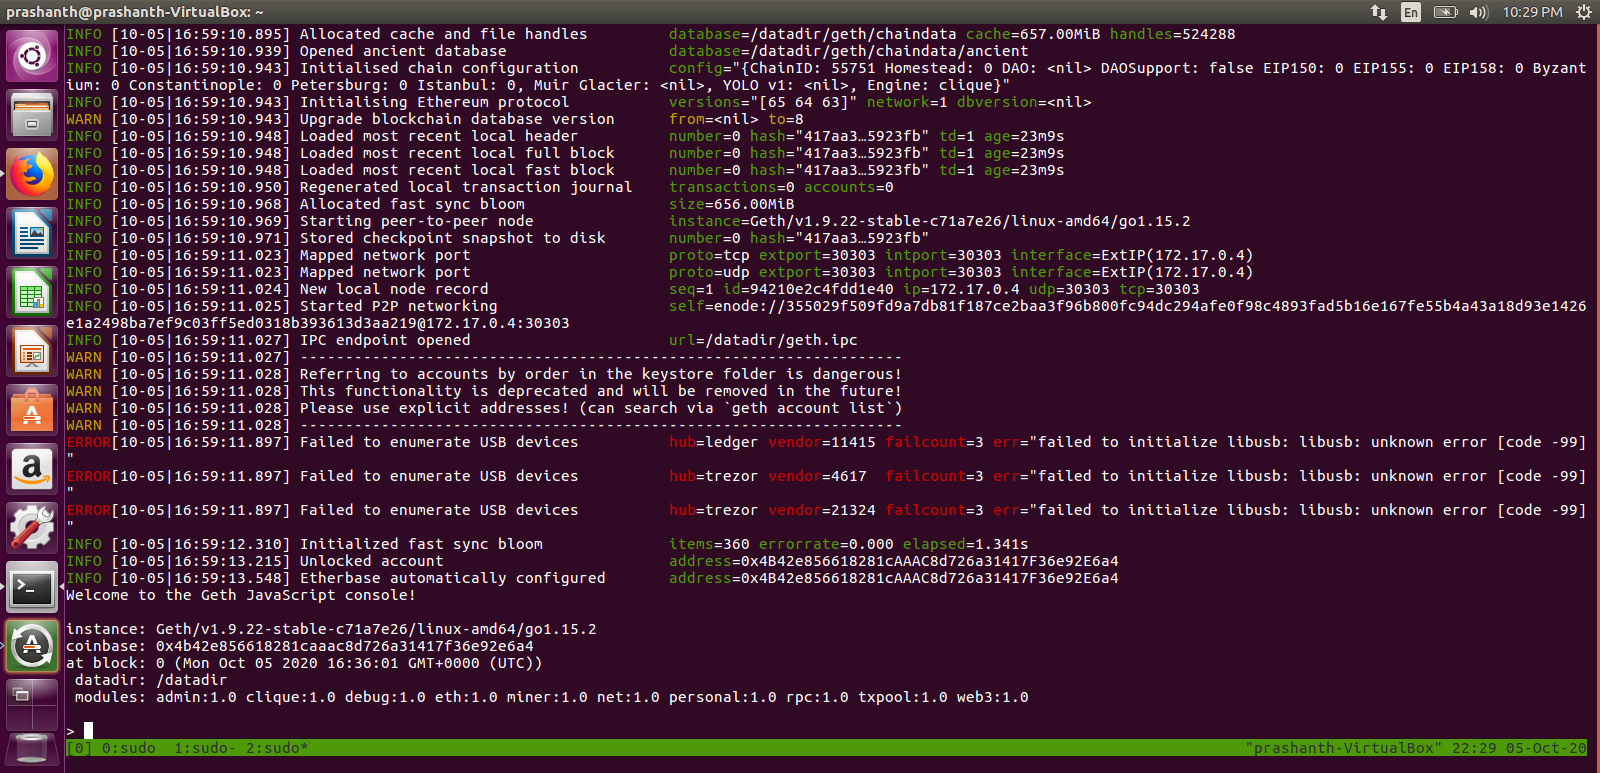 prashanth@prashanth-VirtualBox: ~ En 10:29 PM
INFO [10-05|16:59:10.895] Allocated cache and file handles database=/datadir/geth/chaindata cache=657.00MiB handles=524288
INFO [10-05|16:59:10.939] Opened ancient database database=/datadir/geth/chaindata/ancient
INFO [10-05|16:59:10.943] Initialised chain configuration config="{ChainID: 55751 Homestead: 0 DAO: <nil> DAOSupport: false EIP150: 0 EIP155: 0 EIP158: 0 Byzan
tium: 0 Constantinople: 0 Petersburg: 0 Istanbul: 0, Muir Glacier: <nil>, YOLO v1: <nil>, Engine: clique}"
INFO [10-05|16:59:10.943] Initialising Ethereum protocol versions="[65 64 63]" network=1 dbversion=<nil>
WARN [10-05|16:59:10.943] Upgrade blockchain database version from=<nil> to=8
INFO [10-05|16:59:10.948] Loaded most recent local header number=0 hash="417aa3…5923fb" td=1 age=23m9s
INFO [10-05|16:59:10.948] Loaded most recent local full block number=0 hash="417aa3…5923fb" td=1 age=23m9s
INFO [10-05|16:59:10.948] Loaded most recent local fast block number=0 hash="417aa3…5923fb" td=1 age=23m9s
INFO [10-05|16:59:10.950] Regenerated local transaction journal transactions=0 accounts=0
INFO [10-05|16:59:10.968] Allocated fast sync bloom size=656.00MiB
INFO [10-05|16:59:10.969] Starting peer-to-peer node instance=Geth/v1.9.22-stable-c71a7e26/linux-amd64/go1.15.2
INFO [10-05|16:59:10.971] Stored checkpoint snapshot to disk number=0 hash="417aa3…5923fb"
INFO [10-05|16:59:11.023] Mapped network port proto=tcp extport=30303 intport=30303 interface=ExtIP(172.17.0.4)
INFO [10-05|16:59:11.023] Mapped network port proto=udp extport=30303 intport=30303 interface=ExtIP(172.17.0.4)
INFO [10-05|16:59:11.024] New local node record seq=1 id=94210e2c4fdd1e40 ip=172.17.0.4 udp=30303 tcp=30303
INFO [10-05|16:59:11.025] Started P2P networking self=enode://355029f509fd9a7db81f187ce2baa3f96b800fc94dc294afe0f98c4893fad5b16e167fe55b4a43a18d93e1426
e1a2498ba7ef9c03ff5ed0318b393613d3aa219@172.17.0.4:30303
INFO [10-05|16:59:11.027] IPC endpoint opened url=/datadir/geth.ipc
WARN [10-05|16:59:11.027] -------------------------------------------------------------------
WARN [10-05|16:59:11.028] Referring to accounts by order in the keystore folder is dangerous!
WARN [10-05|16:59:11.028] This functionality is deprecated and will be removed in the future!
WARN [10-05|16:59:11.028] Please use explicit addresses! (can search via `geth account list`)
WARN [10-05|16:59:11.028] -------------------------------------------------------------------
ERROR[10-05|16:59:11.897] Failed to enumerate USB devices hub=ledger vendor=11415 failcount=3 err="failed to initialize libusb: libusb: unknown error [code -99]
"
ERROR[10-05|16:59:11.897] Failed to enumerate USB devices hub=trezor vendor=4617 failcount=3 err="failed to initialize libusb: libusb: unknown error [code -99]
"
ERROR[10-05|16:59:11.897] Failed to enumerate USB devices hub=trezor vendor=21324 failcount=3 err="failed to initialize libusb: libusb: unknown error [code -99]
"
INFO [10-05|16:59:12.310] Initialized fast sync bloom items=360 errorrate=0.000 elapsed=1.341s
INFO [10-05|16:59:13.215] Unlocked account address=0x4B42e856618281cAAAC8d726a31417F36e92E6a4
INFO [10-05|16:59:13.548] Etherbase automatically configured address=0x4B42e856618281cAAAC8d726a31417F36e92E6a4
Welcome to the Geth JavaScript console!
instance: Geth/v1.9.22-stable-c71a7e26/linux-amd64/go1.15.2
coinbase: 0x4b42e856618281caaac8d726a31417f36e92e6a4
at block: 0 (Mon Oct 05 2020 16:36:01 GMT+0000 (UTC))
datadir: /datadir
modules: admin:1.0 clique:1.0 debug:1.0 eth:1.0 miner:1.0 net:1.0 personal:1.0 rpc:1.0 txpool:1.0 web3:1.0
>
[0] 0:sudo 1:sudo- 2:sudo* "prashanth-VirtualBox" 22:29 05-Oct-20